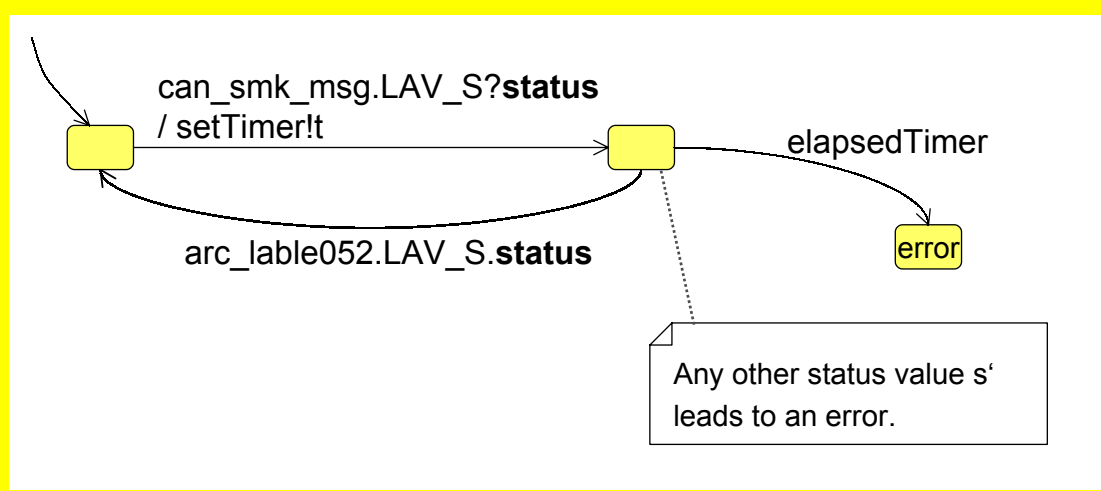 can_smk_msg.LAV_S?status
/ setTimer!t
elapsedTimer
error
arc_lable052.LAV_S.status
Any other status value s‘
leads to an error.